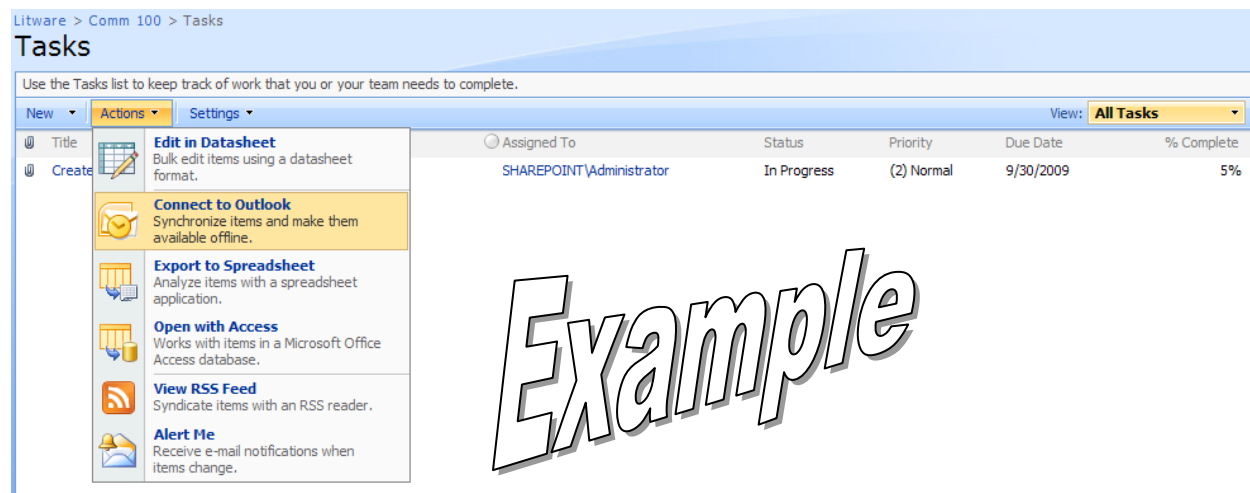 Litware > Comm 100 > Tasks
Tasks
Use the Tasks list to keep track of work that you or your team needs to complete.
New Actions Settings View: All Tasks
Title Assigned To Status Priority Due Date % Complete
Create SHAREPOINT\Administrator In Progress (2) Normal 9/30/2009 5%
Edit in Datasheet
Bulk edit items using a datasheet
format.
Connect to Outlook
Synchronize items and make them
available offline.
Export to Spreadsheet
Analyze items with a spreadsheet
application.
Open with Access
Works with items in a Microsoft Office
Access database.
View RSS Feed
Syndicate items with an RSS reader.
Alert Me
Receive e-mail notifications when
items change.
Example